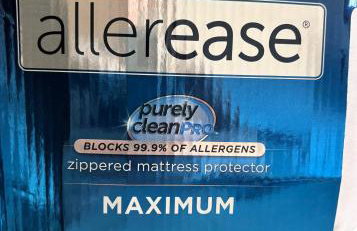 allerease®
purely
cleanPRO
BLOCKS 99.9% OF ALLERGENS
zippered mattress protector
MAXIMUM